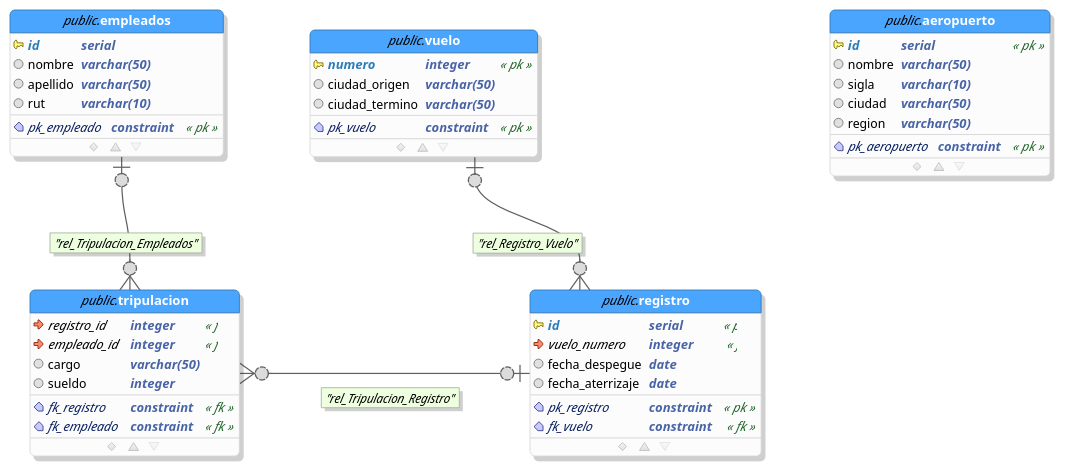 public.empleados
id serial
nombre varchar(50)
apellido varchar(50)
rut varchar(10)
pk_empleado constraint « pk »
public.vuelo
numero integer « pk »
ciudad_origen varchar(50)
ciudad_termino varchar(50)
pk_vuelo constraint « pk »
public.aeropuerto
id serial « pk »
nombre varchar(50)
sigla varchar(10)
ciudad varchar(50)
region varchar(50)
pk_aeropuerto constraint « pk »
"rel_Tripulacion_Empleados"
"rel_Registro_Vuelo"
public.tripulacion
registro_id integer «
empleado_id integer «
cargo varchar(50)
sueldo integer
fk_registro constraint « fk »
fk_empleado constraint « fk »
"rel_Tripulacion_Registro"
public.registro
id serial «
vuelo_numero integer «
fecha_despegue date
fecha_aterrizaje date
pk_registro constraint « pk »
fk_vuelo constraint « fk »